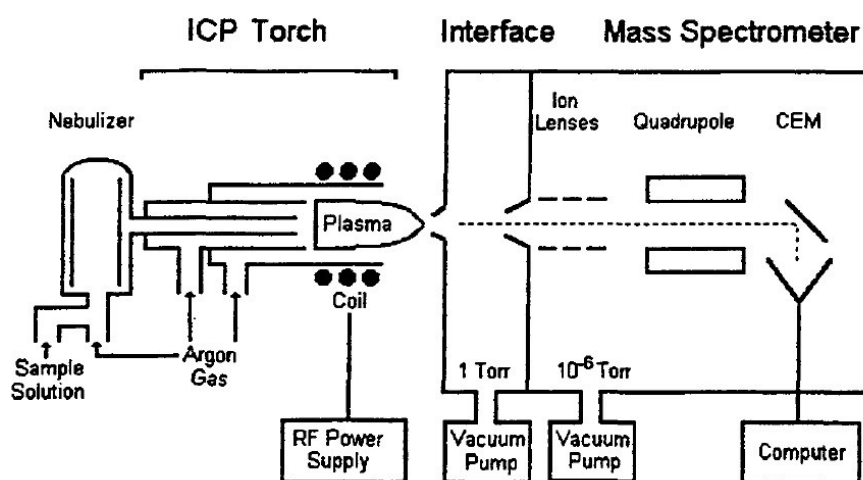 ICP Torch
Interface
Mass Spectrometer
Nebulizer
Ion
Lenses
Quadrupole
CEM
Plasma
Coil
Sample
Solution
Argon
Gas
1 Torr
10⁻⁶ Torr
RF Power
Supply
Vacuum
Pump
Vacuum
Pump
Computer